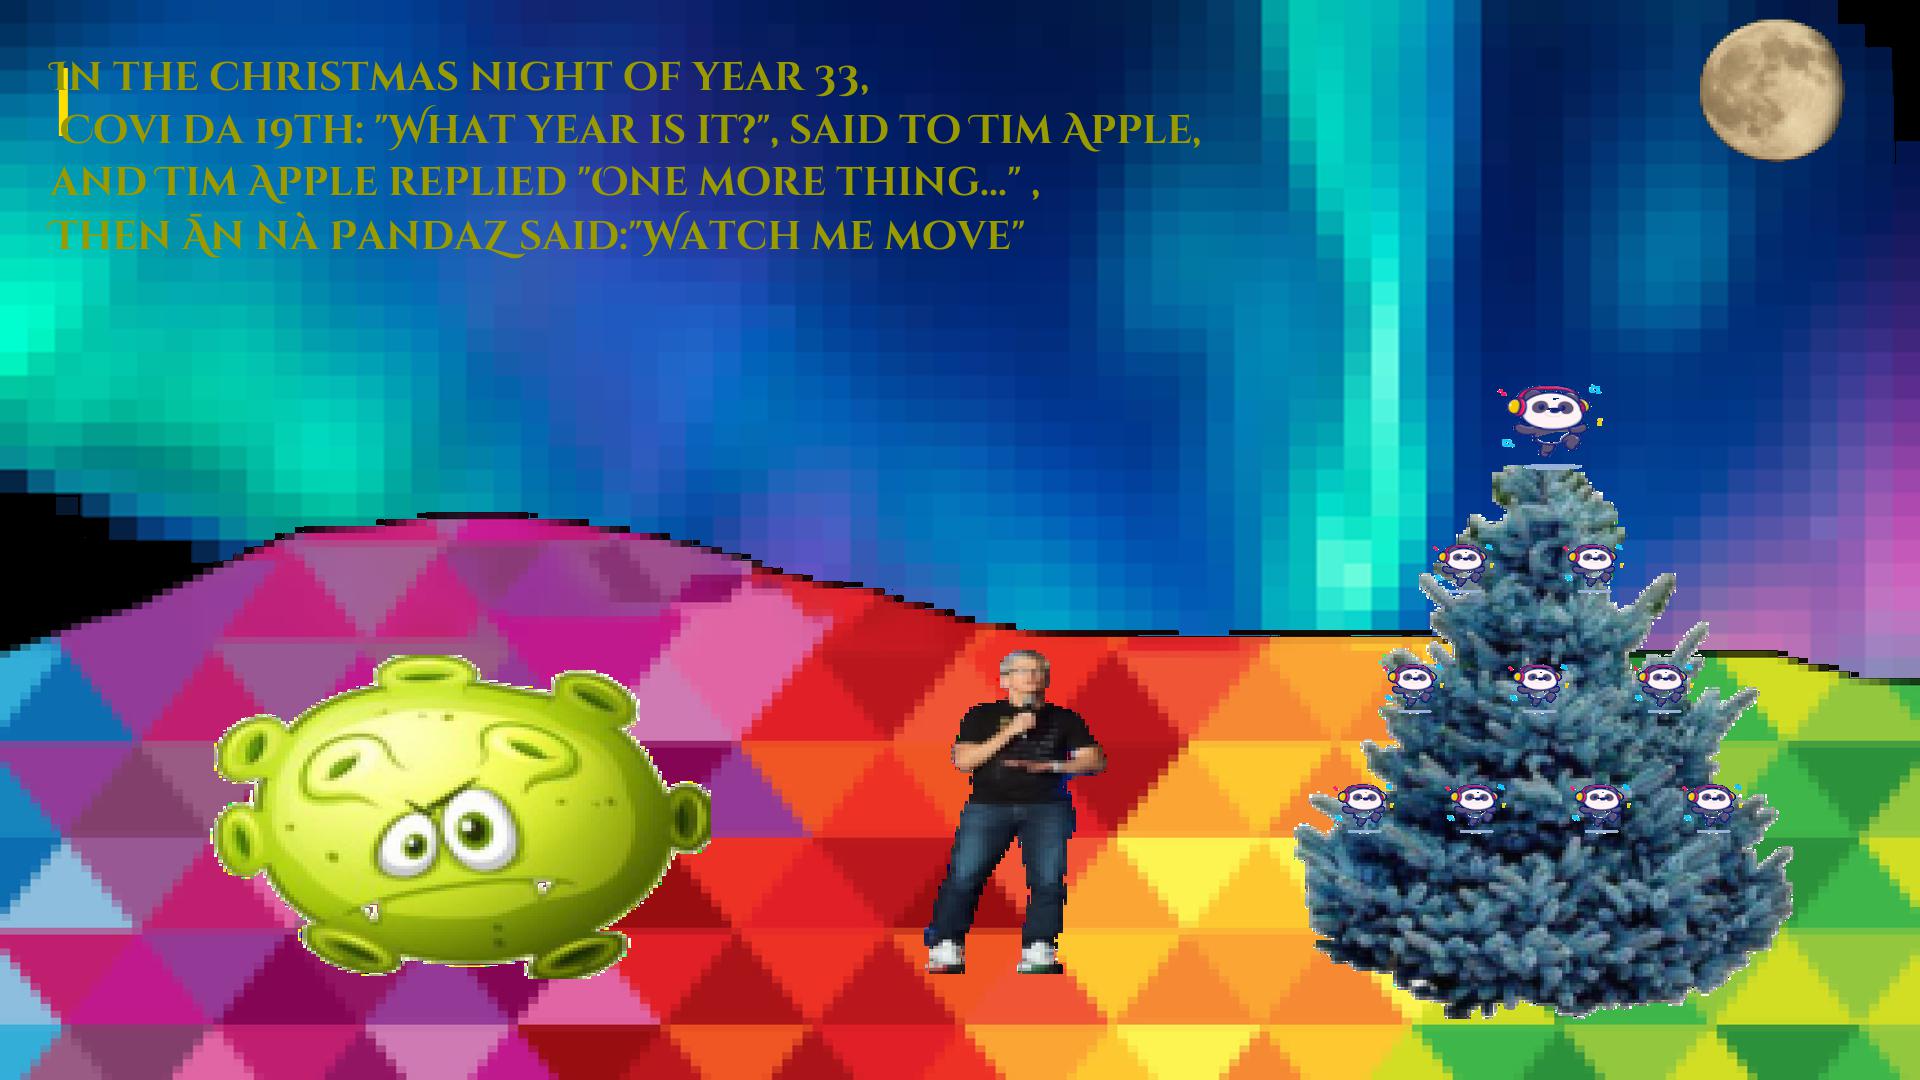 In the Christmas night of year 33,
Covi Da 19th: "What year is it?", said to Tim Apple,
and Tim Apple replied "One more thing..." ,
Then Ān Nà Pandaz said:"Watch me move"